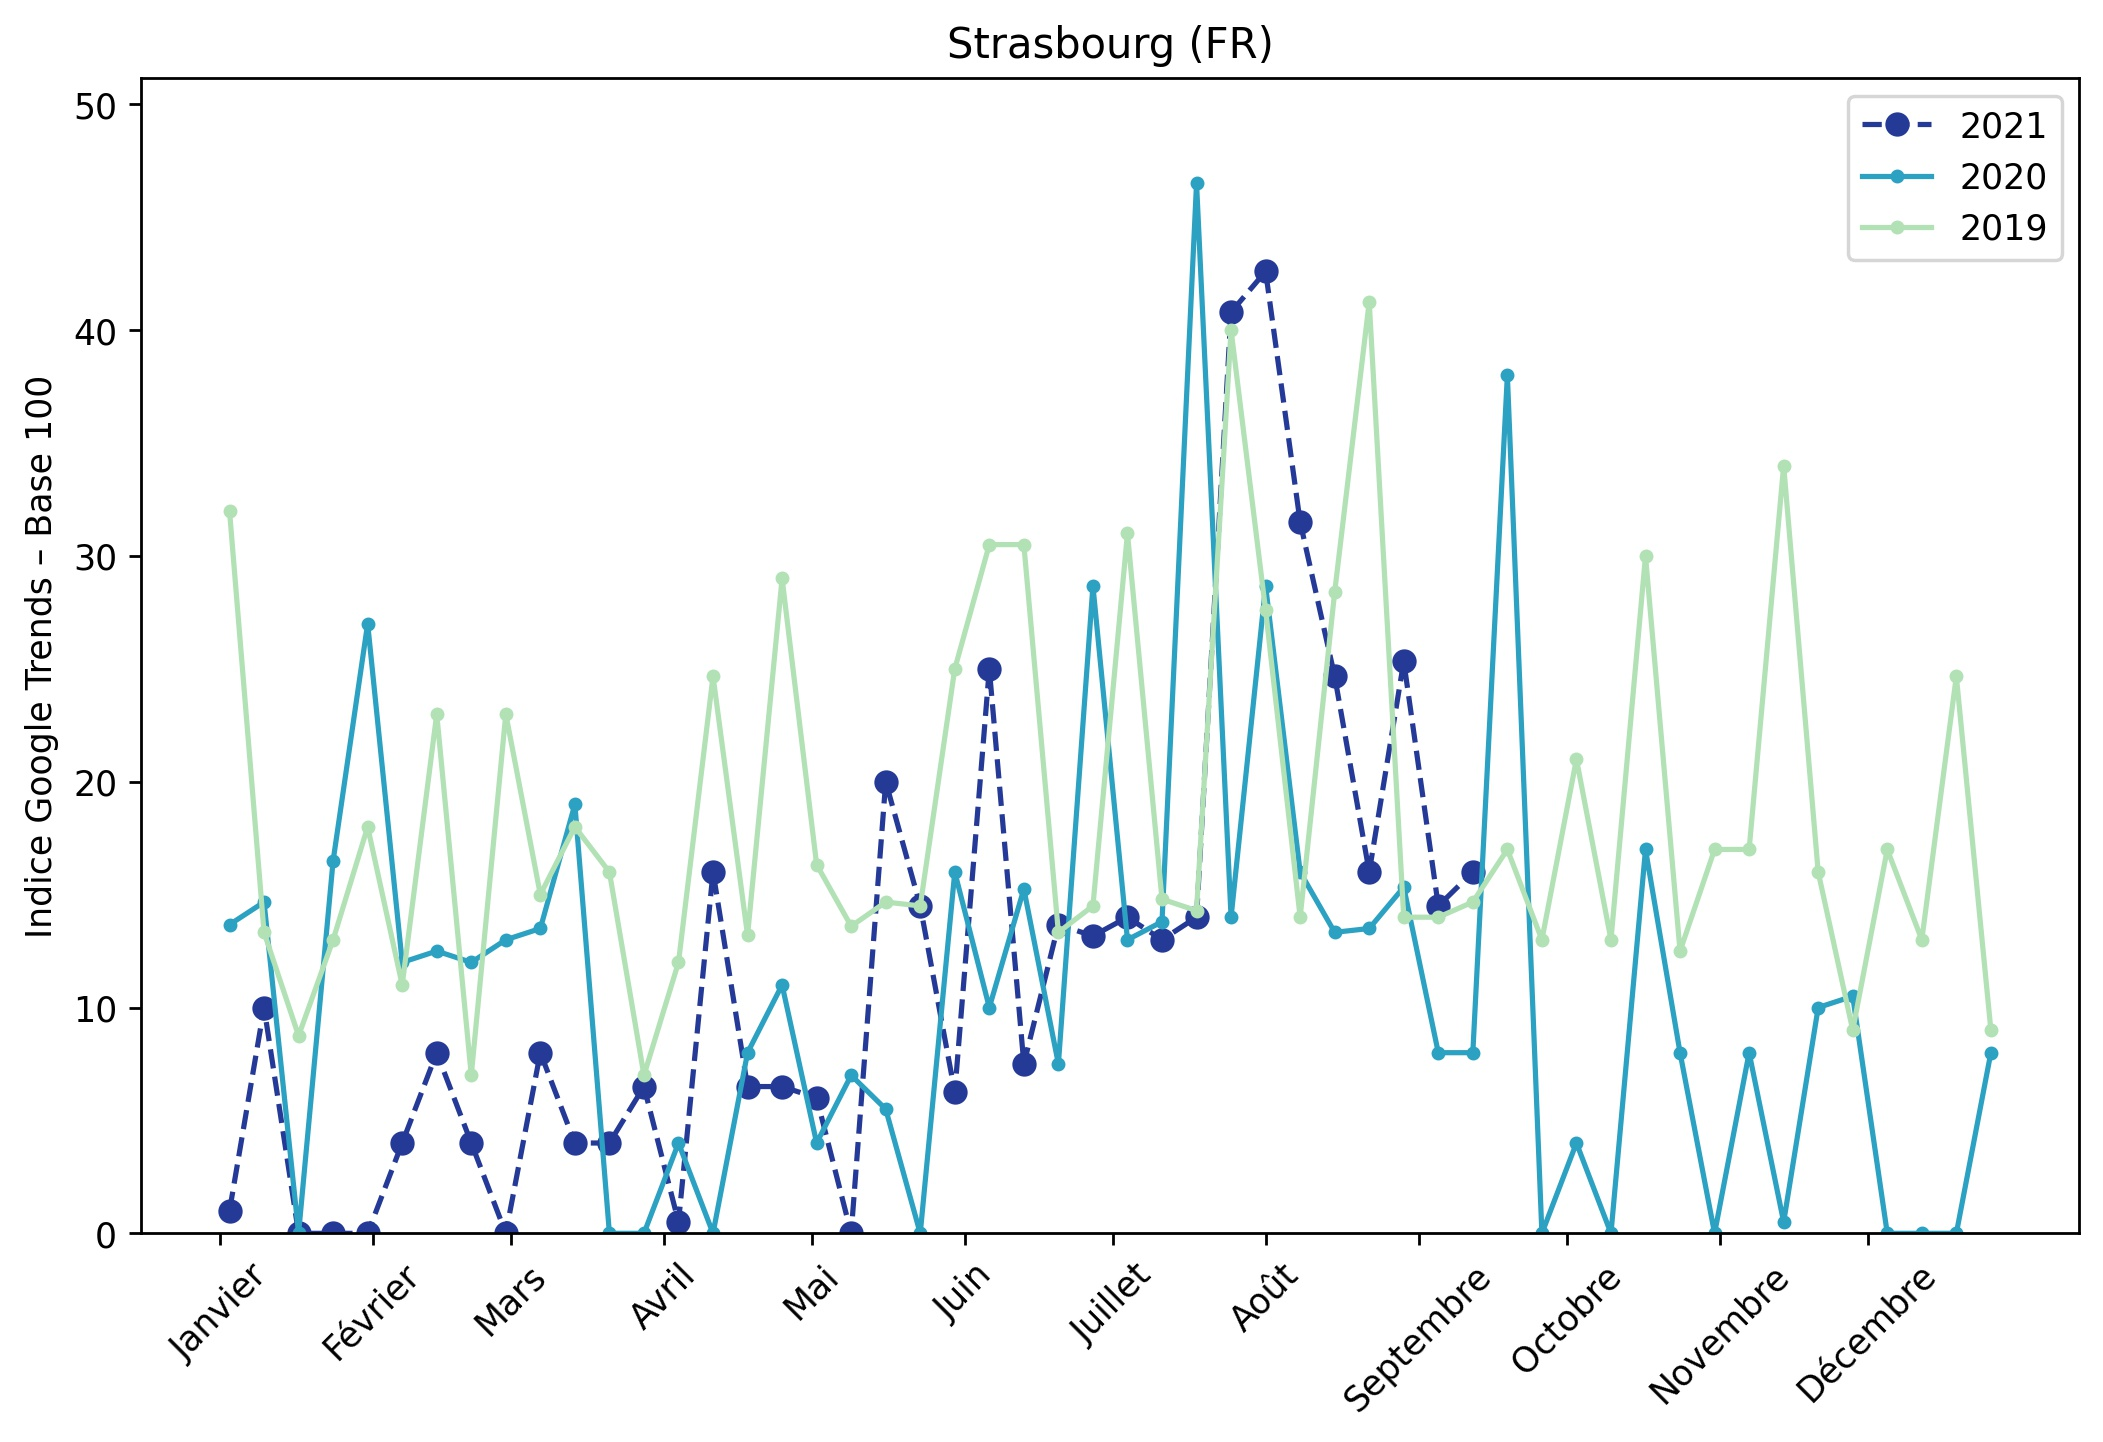 Strasbourg (FR)
Indice Google Trends – Base 100
50
40
30
20
10
0
2021
2020
2019
Janvier
Février
Mars
Avril
Mai
Juin
Juillet
Août
Septembre
Octobre
Novembre
Décembre